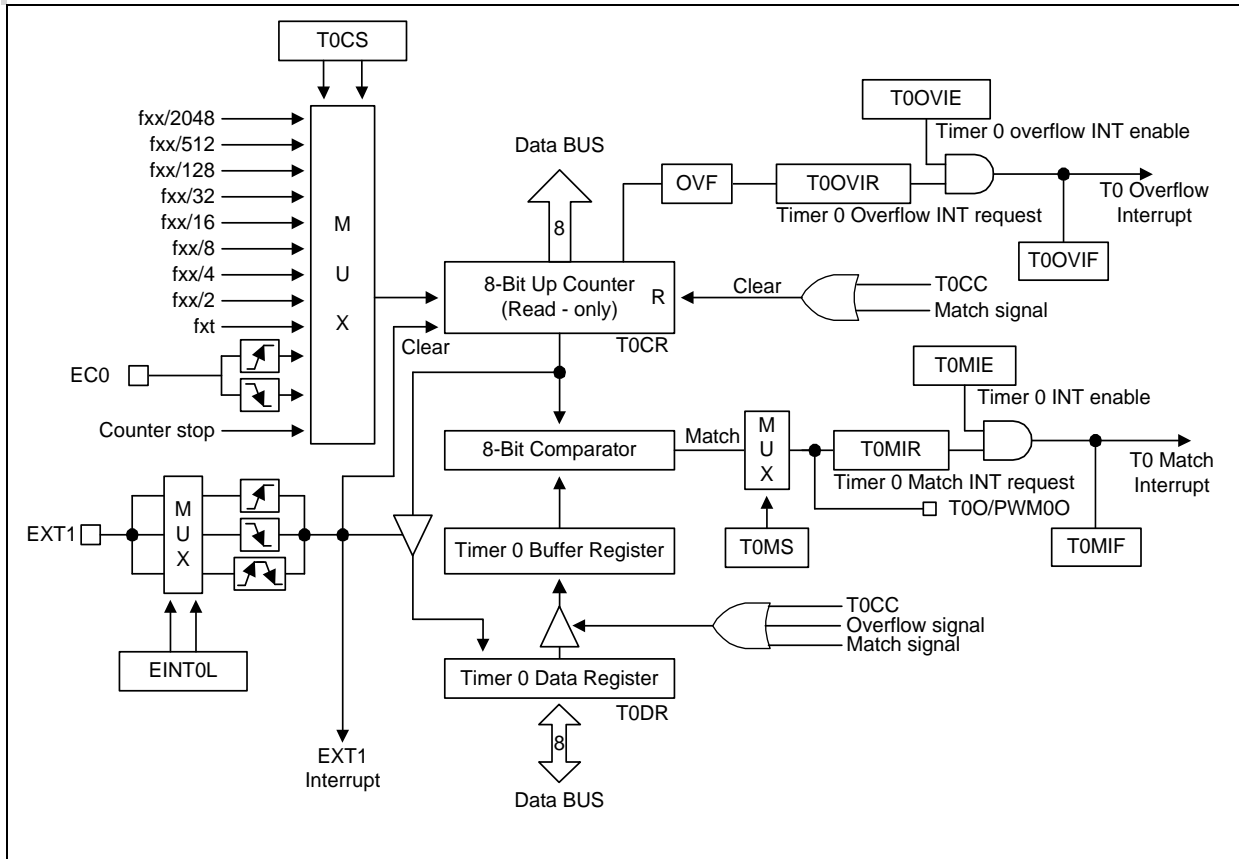 T0CS
fxx/2048
fxx/512
fxx/128
fxx/32
fxx/16
fxx/8
fxx/4
fxx/2
fxt
EC0
Counter stop
M
U
X
Data BUS
8
8-Bit Up Counter
(Read - only)
R
T0CR
Clear
OVF
T0OVIR
Timer 0 Overflow INT request
T0OVIE
Timer 0 overflow INT enable
T0 Overflow
Interrupt
T0OVIF
Clear
T0CC
Match signal
8-Bit Comparator
Match
M
U
X
T0MS
T0MIE
Timer 0 INT enable
T0MIR
Timer 0 Match INT request
T0O/PWM0O
T0 Match
Interrupt
T0MIF
EXT1
M
U
X
EINT0L
EXT1
Interrupt
Timer 0 Buffer Register
T0CC
Overflow signal
Match signal
Timer 0 Data Register
T0DR
8
Data BUS